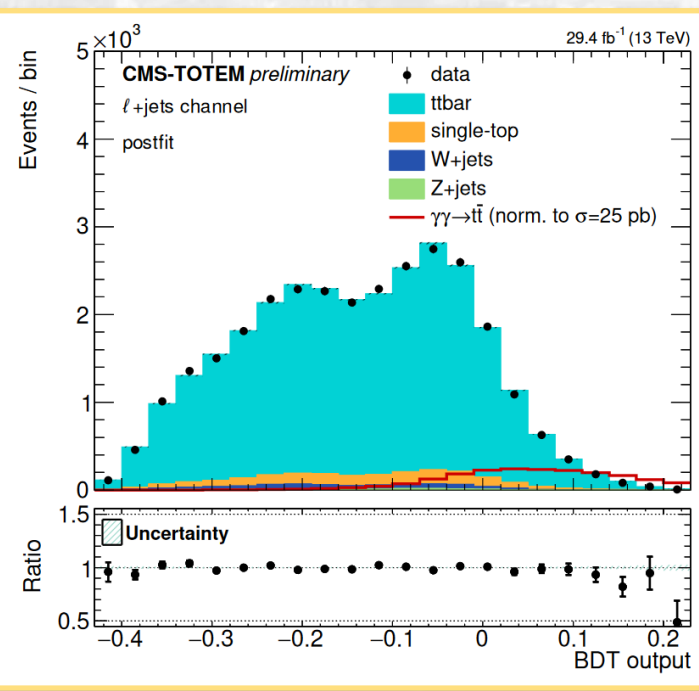 ×10³
29.4 fb⁻¹ (13 TeV)
Events / bin
5
4
3
2
1
0
CMS-TOTEM preliminary
ℓ+jets channel
postfit
data
ttbar
single-top
W+jets
Z+jets
γγ→tt̄ (norm. to σ=25 pb)
Ratio
1.5
1
0.5
Uncertainty
−0.4 −0.3 −0.2 −0.1 0 0.1 0.2
BDT output